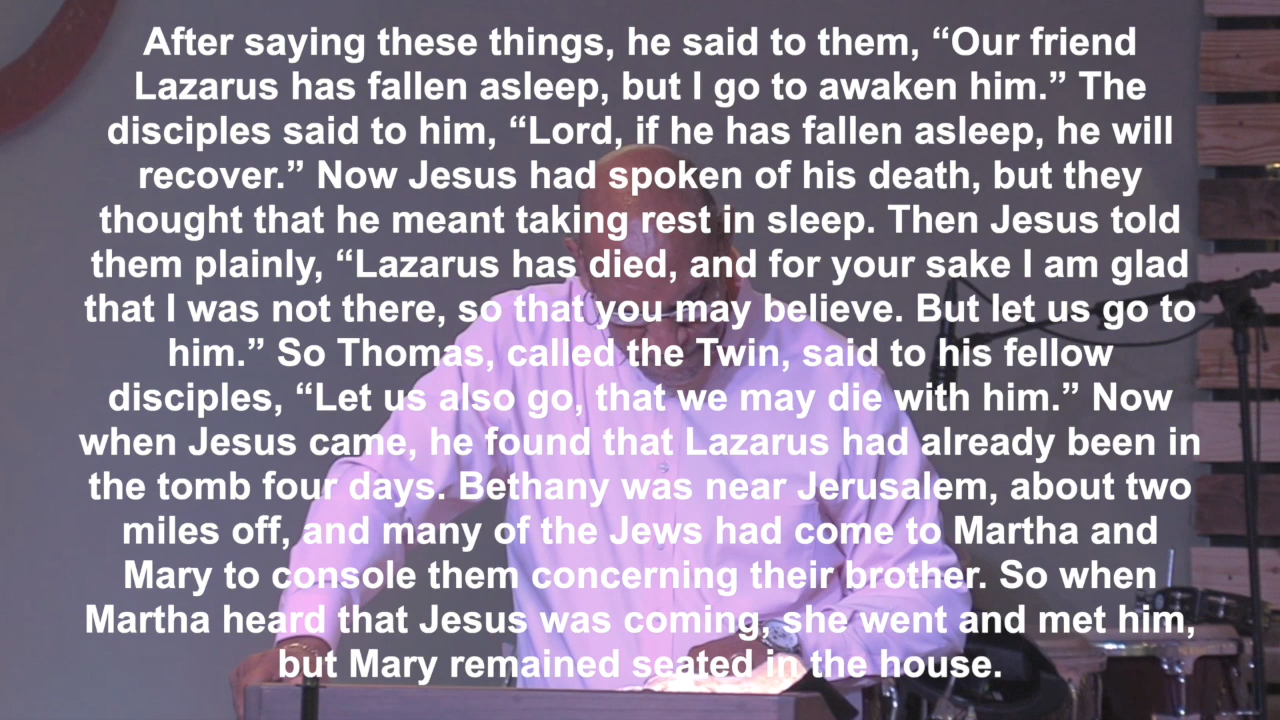 After saying these things, he said to them, “Our friend
Lazarus has fallen asleep, but I go to awaken him.” The
disciples said to him, “Lord, if he has fallen asleep, he will
recover.” Now Jesus had spoken of his death, but they
thought that he meant taking rest in sleep. Then Jesus told
them plainly, “Lazarus has died, and for your sake I am glad
that I was not there, so that you may believe. But let us go to
him.” So Thomas, called the Twin, said to his fellow
disciples, “Let us also go, that we may die with him.” Now
when Jesus came, he found that Lazarus had already been in
the tomb four days. Bethany was near Jerusalem, about two
miles off, and many of the Jews had come to Martha and
Mary to console them concerning their brother. So when
Martha heard that Jesus was coming, she went and met him,
but Mary remained seated in the house.